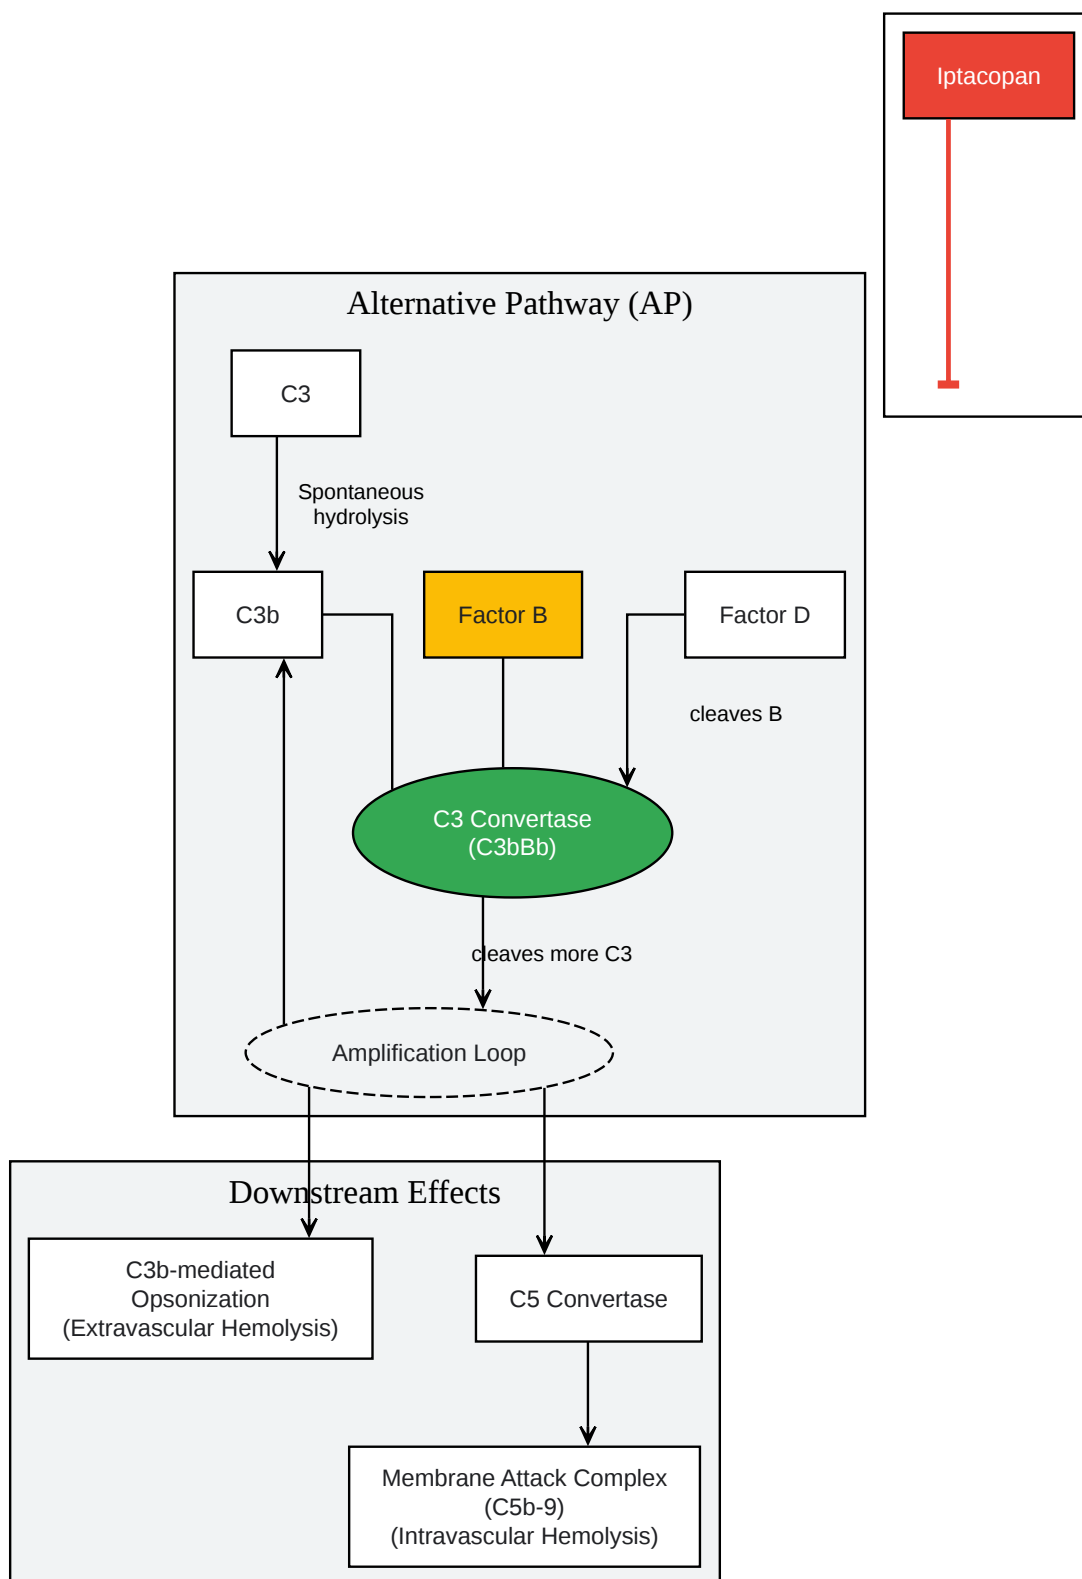 Iptacopan
Alternative Pathway (AP)
C3
Spontaneous
hydrolysis
C3b
Factor B
Factor D
cleaves B
C3 Convertase
(C3bBb)
cleaves more C3
Amplification Loop
Downstream Effects
C3b-mediated
Opsonization
(Extravascular Hemolysis)
C5 Convertase
Membrane Attack Complex
(C5b-9)
(Intravascular Hemolysis)